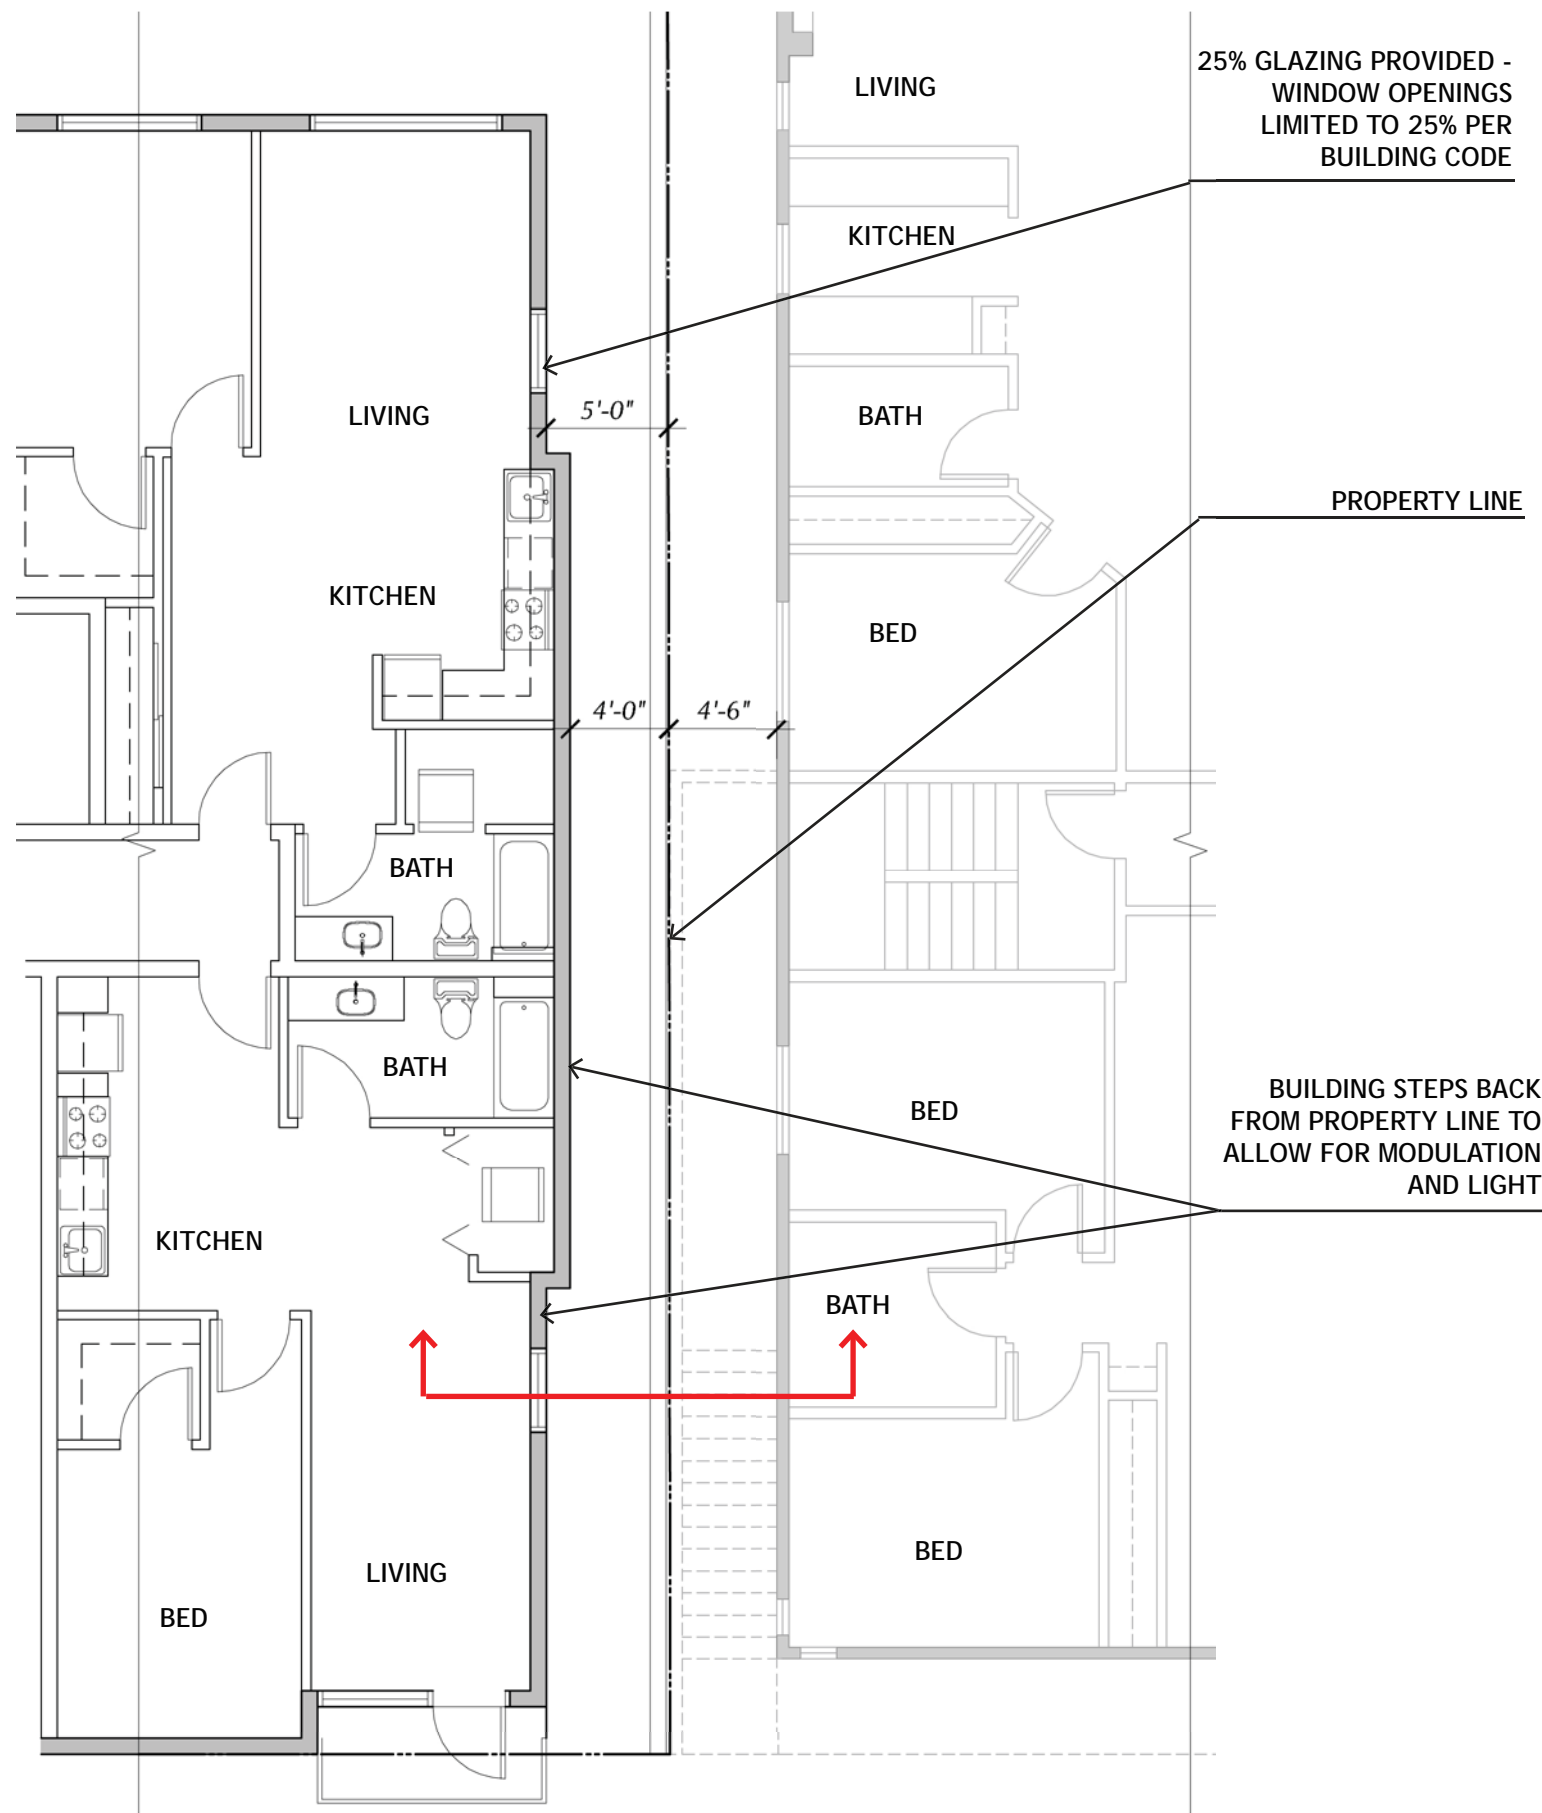 LIVING
25% GLAZING PROVIDED -
WINDOW OPENINGS
LIMITED TO 25% PER
BUILDING CODE
KITCHEN
LIVING
5'-0"
BATH
PROPERTY LINE
KITCHEN
BED
4'-0"
4'-6"
BATH
BATH
BED
BUILDING STEPS BACK
FROM PROPERTY LINE TO
ALLOW FOR MODULATION
AND LIGHT
KITCHEN
BATH
LIVING
BED
BED